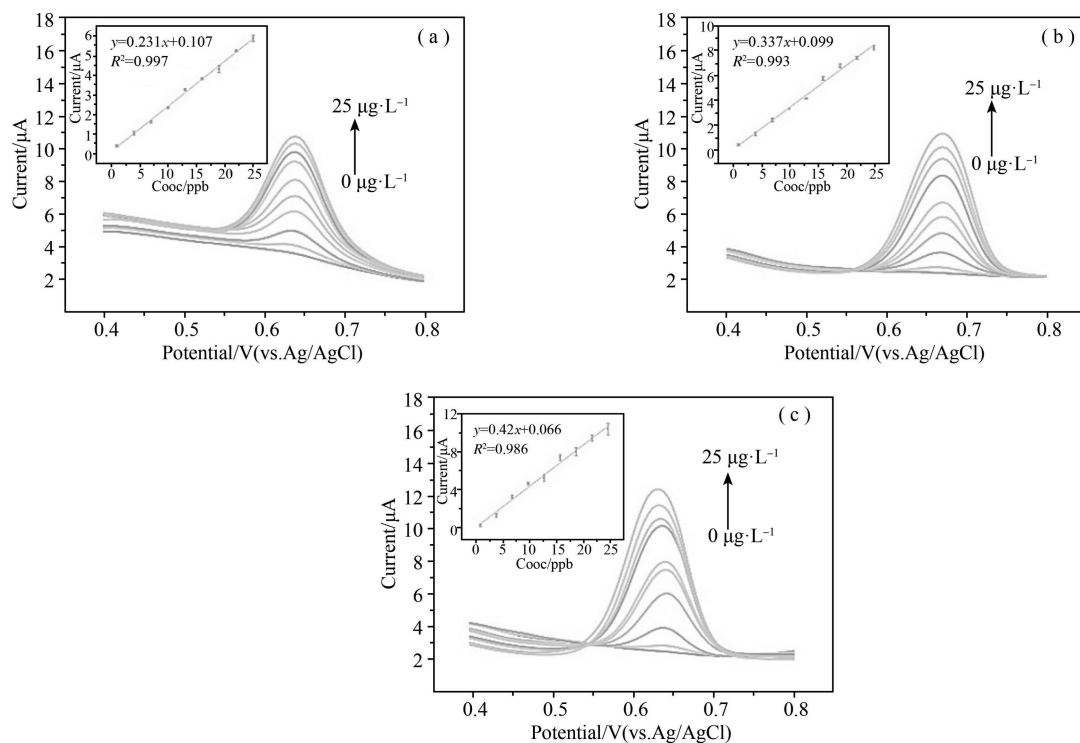 (a)
y=0.231x+0.107
R²=0.997
Current/μA
6
5
4
3
2
1
0
0 5 10 15 20 25
Cooc/ppb
25 μg·L⁻¹
0 μg·L⁻¹
Current/μA
18
16
14
12
10
8
6
4
2
0.4 0.5 0.6 0.7 0.8
Potential/V(vs.Ag/AgCl)
(b)
y=0.337x+0.099
R²=0.993
Current/μA
10
8
6
4
2
0
0 5 10 15 20 25
Cooc/ppb
25 μg·L⁻¹
0 μg·L⁻¹
Current/μA
18
16
14
12
10
8
6
4
2
0.4 0.5 0.6 0.7 0.8
Potential/V(vs.Ag/AgCl)
(c)
y=0.42x+0.066
R²=0.986
Current/μA
12
8
4
0
0 5 10 15 20 25
Cooc/ppb
25 μg·L⁻¹
0 μg·L⁻¹
Current/μA
18
16
14
12
10
8
6
4
2
0.4 0.5 0.6 0.7 0.8
Potential/V(vs.Ag/AgCl)